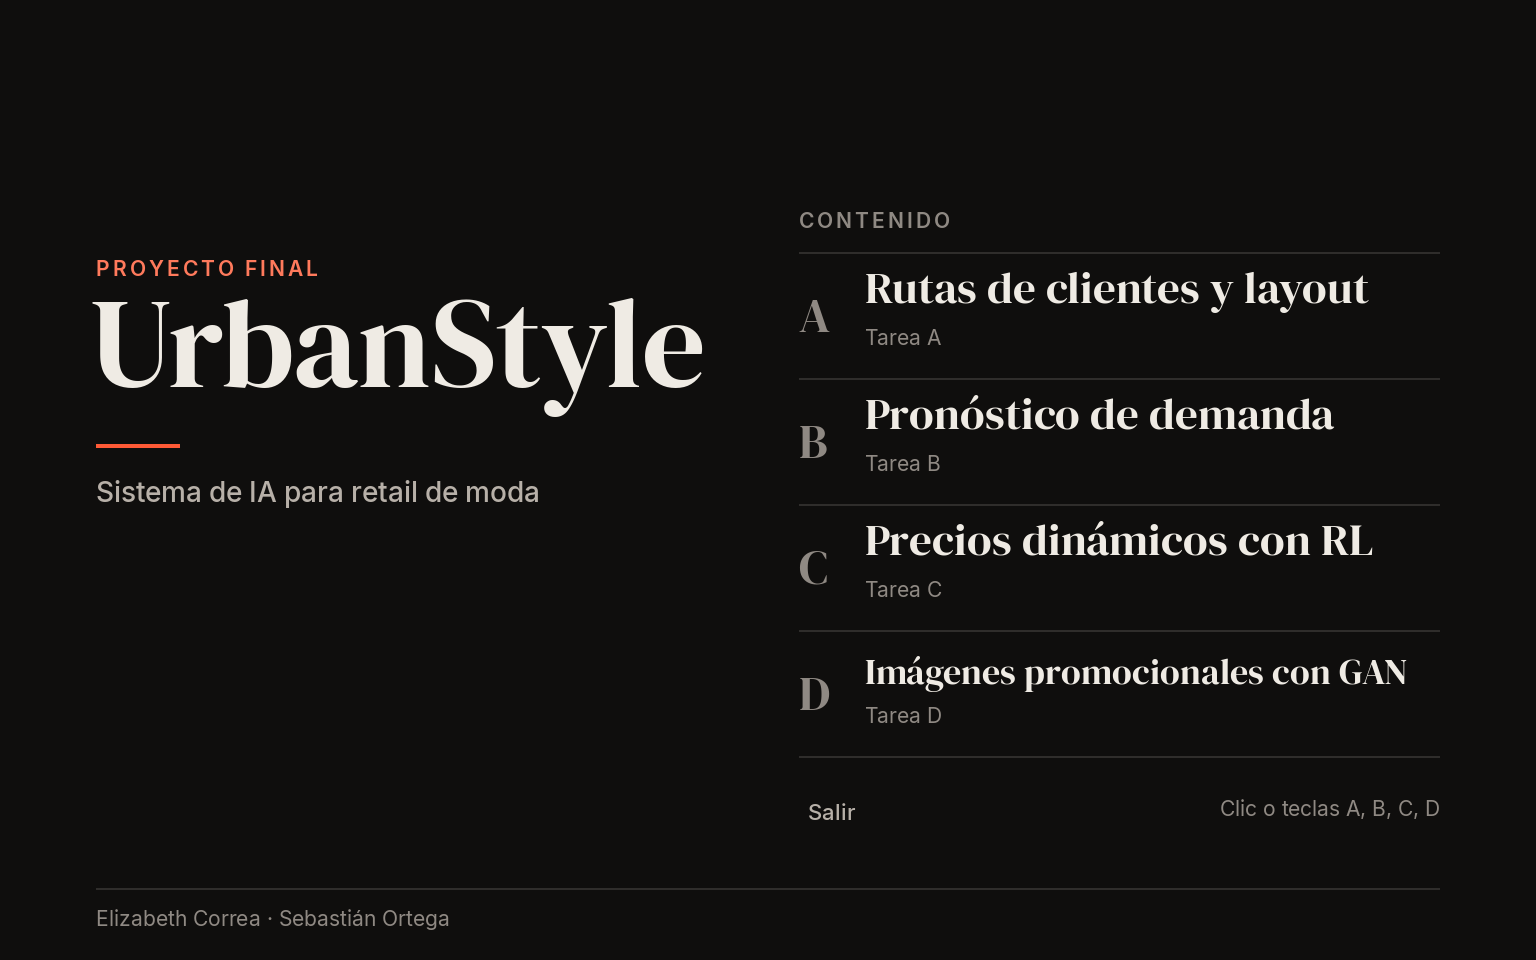 PROYECTO FINAL
UrbanStyle
Sistema de IA para retail de moda
CONTENIDO
A
Rutas de clientes y layout
Tarea A
B
Pronóstico de demanda
Tarea B
C
Precios dinámicos con RL
Tarea C
D
Imágenes promocionales con GAN
Tarea D
Salir
Clic o teclas A, B, C, D
Elizabeth Correa · Sebastián Ortega